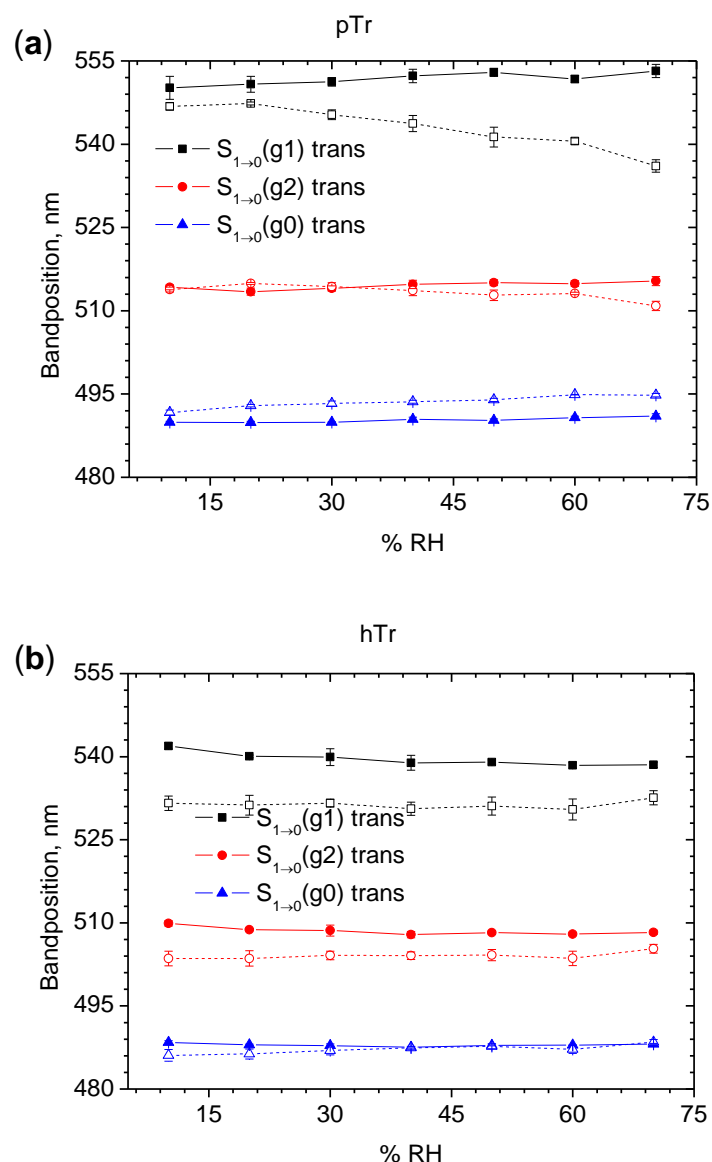 (a)
pTr
555
540
525
510
495
480
Bandposition, nm
S1→0(g1) trans
S1→0(g2) trans
S1→0(g0) trans
15 30 45 60 75
% RH
hTr
(b)
555
540
525
510
495
480
Bandposition, nm
S1→0(g1) trans
S1→0(g2) trans
S1→0(g0) trans
15 30 45 60 75
% RH